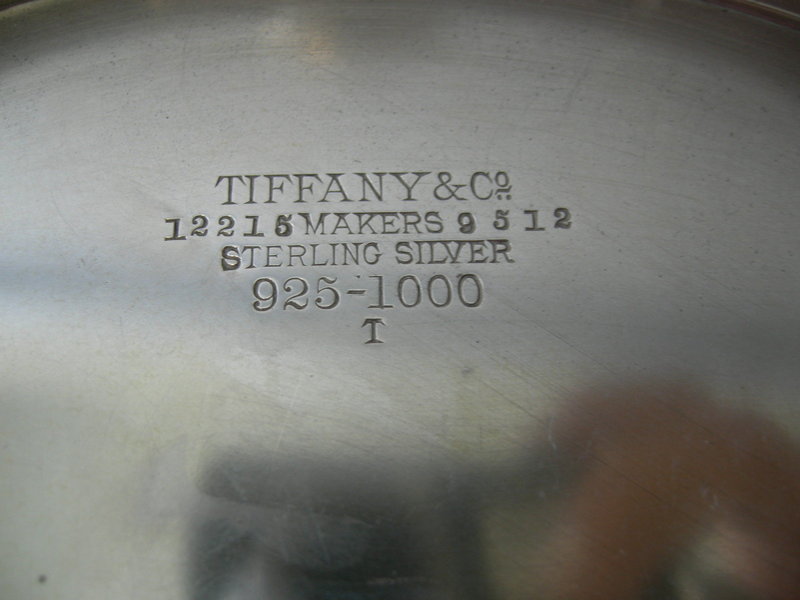 TIFFANY & Cº
12215 MAKERS 9512
STERLING SILVER
925-1000
T